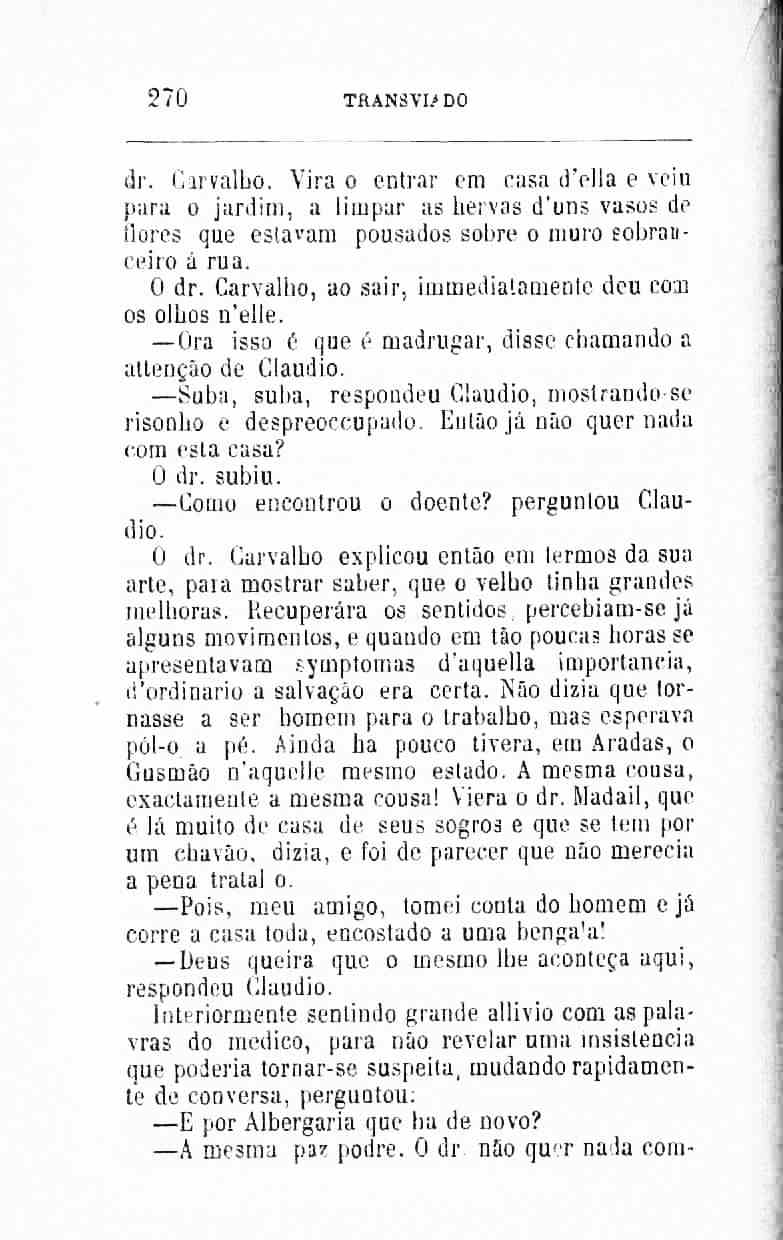 270 TRANSVIADO
dr. Carvalho. Vira o entrar em casa d'ella e veiu
para o jardim, a limpar as hervas d'uns vasos de
flores que estavam pousados sobre o muro sobran-
ceiro á rua.
O dr. Carvalho, ao sair, immediatamente deu com
os olhos n'elle.
—Ora isso é que é madrugar, disse chamando a
attenção de Claudio.
—Suba, suba, respondeu Claudio, mostrando-se
risonho e despreoccupado. Então já não quer nada
com esta casa?
O dr. subiu.
—Como encontrou o doente? perguntou Clau-
dio.
O dr. Carvalho explicou então em termos da sua
arte, para mostrar saber, que o velho tinha grandes
melhoras. Recuperára os sentidos, percebiam-se já
alguns movimentos, e quando em tão poucas horas se
apresentavam symptomas d'aquella importancia,
d'ordinario a salvação era certa. Não dizia que tor-
nasse a ser homem para o trabalho, mas esperava
pôl-o a pé. Ainda ha pouco tivera, em Aradas, o
Gusmão n'aquelle mesmo estado. A mesma cousa,
exactamente a mesma cousa! Viera o dr. Madail, que
é lá muito de casa de seus sogros e que se tem por
um chavão, dizia, e foi de parecer que não merecia
a pena tratal o.
—Pois, meu amigo, tomei conta do homem e já
corre a casa toda, encostado a uma bengala!
—Deus queira que o mesmo lhe aconteça aqui,
respondeu Claudio.
Interiormente sentindo grande allivio com as pala-
vras do medico, para não revelar uma insistencia
que poderia tornar-se suspeita, mudando rapidamen-
te de conversa, perguntou:
—E por Albergaria que ha de novo?
—A mesma paz podre. O dr. não quer nada com-